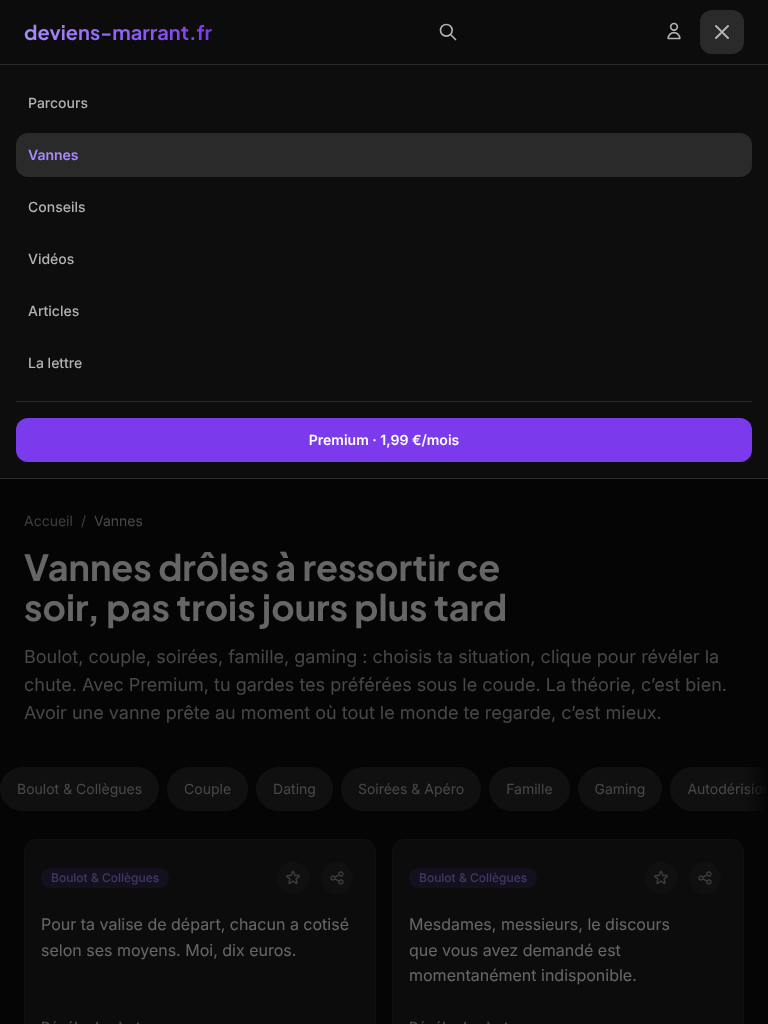 deviens-marrant.fr
Parcours
Vannes
Conseils
Vidéos
Articles
La lettre
Premium · 1,99 €/mois
Accueil / Vannes
Vannes drôles à ressortir ce
soir, pas trois jours plus tard
Boulot, couple, soirées, famille, gaming : choisis ta situation, clique pour révéler la
chute. Avec Premium, tu gardes tes préférées sous le coude. La théorie, c’est bien.
Avoir une vanne prête au moment où tout le monde te regarde, c’est mieux.
Boulot & Collègues Couple Dating Soirées & Apéro Famille Gaming
Boulot & Collègues
Pour ta valise de départ, chacun a cotisé
selon ses moyens. Moi, dix euros.
Boulot & Collègues
Mesdames, messieurs, le discours
que vous avez demandé est
momentanément indisponible.